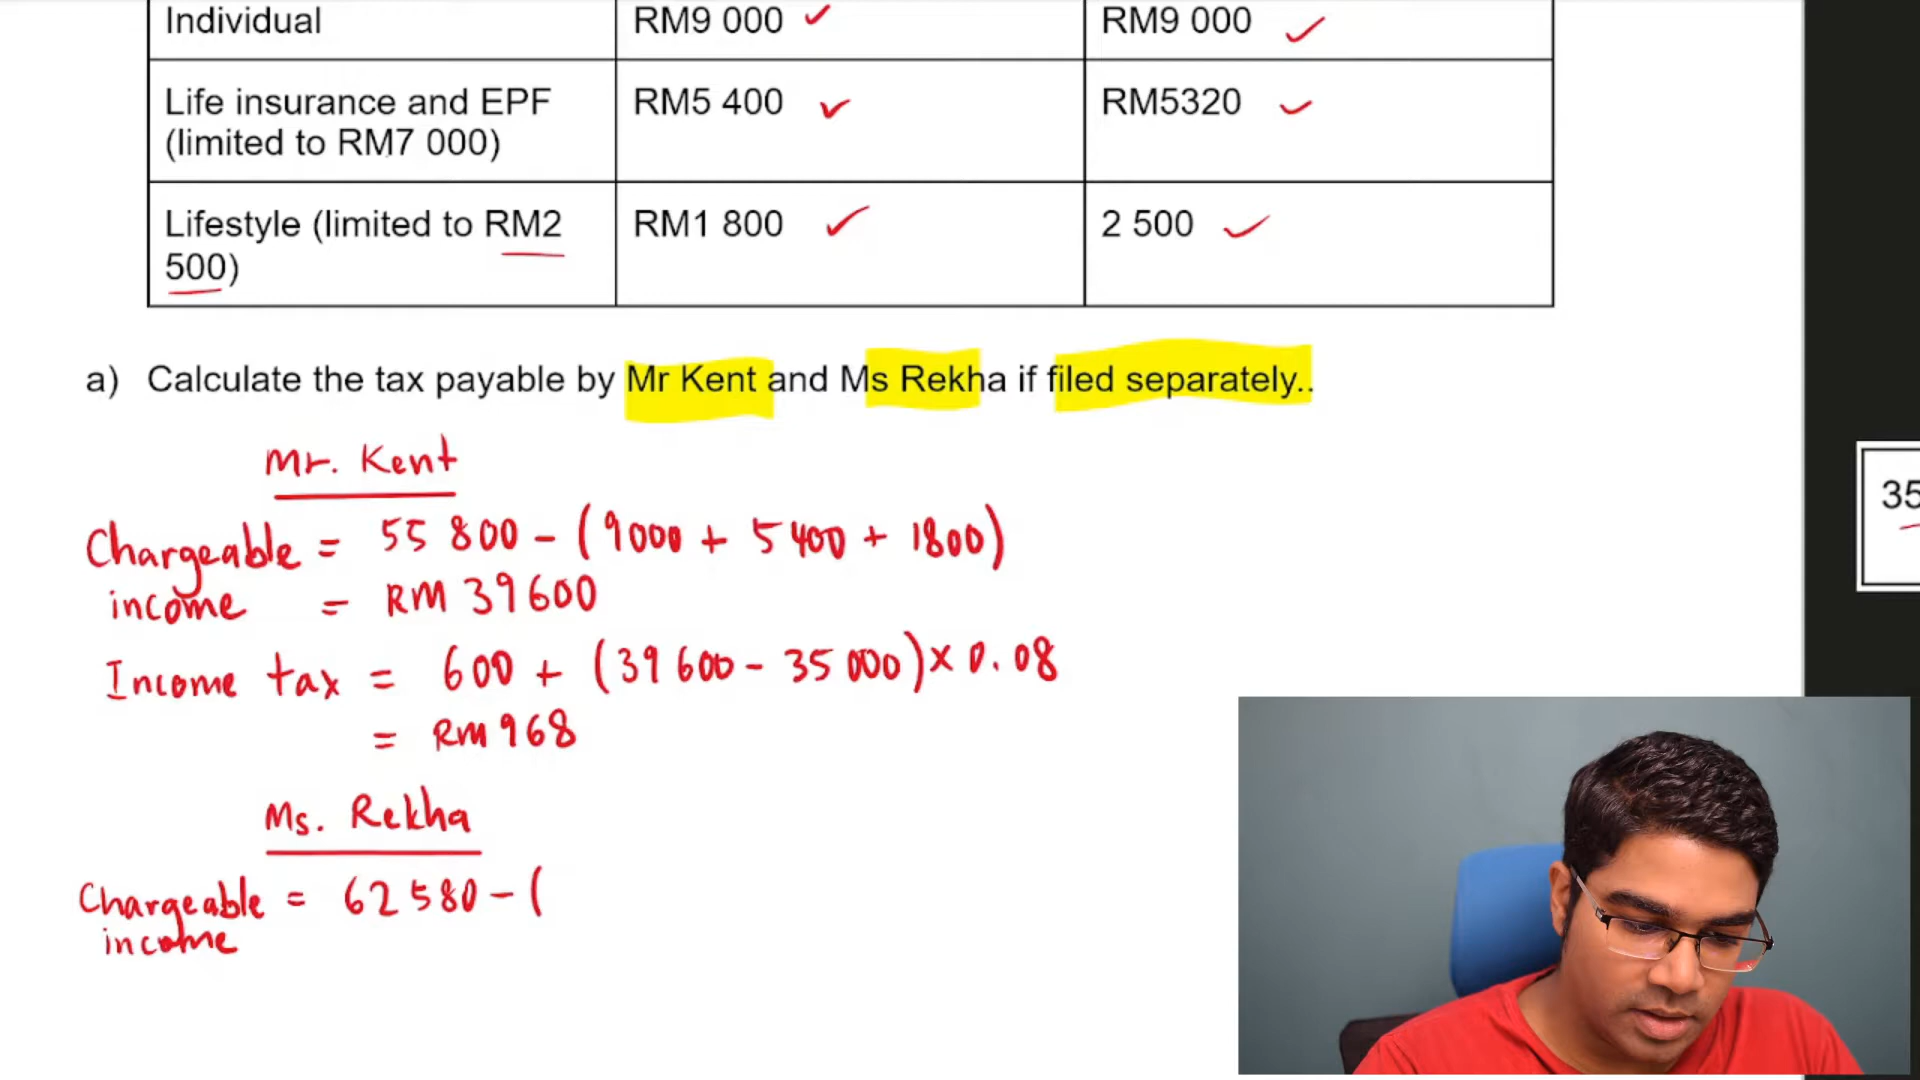 Individual RM9 000 RM9 000
Life insurance and EPF RM5 400 RM5320
(limited to RM7 000)
Lifestyle (limited to RM2 RM1 800 2 500
500)
a) Calculate the tax payable by Mr Kent and Ms Rekha if filed separately..
Mr. Kent
35
Chargeable = 55 800 - (9000 + 5400 + 1800)
income = RM 39600
Income tax = 600 + (39 600 - 35 000) × 0.08
= RM 968
Ms. Rekha
Chargeable = 62 580 - (
income